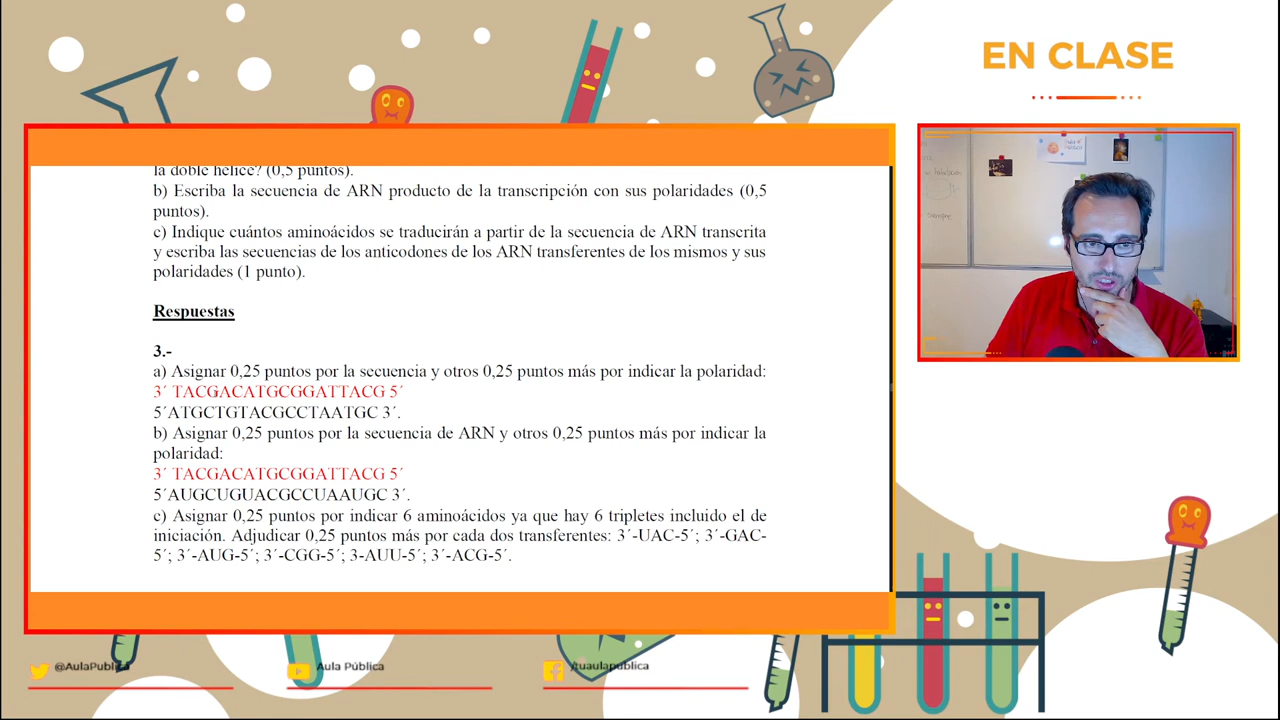 EN CLASE
la doble hélice? (0,5 puntos).
b) Escriba la secuencia de ARN producto de la transcripción con sus polaridades (0,5
puntos).
c) Indique cuántos aminoácidos se traducirán a partir de la secuencia de ARN transcrita
y escriba las secuencias de los anticodones de los ARN transferentes de los mismos y sus
polaridades (1 punto).
Respuestas
3.-
a) Asignar 0,25 puntos por la secuencia y otros 0,25 puntos más por indicar la polaridad:
3´ TACGACATGCGGATTACG 5´
5´ATGCTGTACGCCTAATGC 3´.
b) Asignar 0,25 puntos por la secuencia de ARN y otros 0,25 puntos más por indicar la
polaridad:
3´ TACGACATGCGGATTACG 5´
5´AUGCUGUACGCCUAAUGC 3´.
c) Asignar 0,25 puntos por indicar 6 aminoácidos ya que hay 6 tripletes incluido el de
iniciación. Adjudicar 0,25 puntos más por cada dos transferentes: 3´-UAC-5´; 3´-GAC-
5´; 3´-AUG-5´; 3´-CGG-5´; 3-AUU-5´; 3´-ACG-5´.
@AulaPublica
Aula Pública
/tuaulapublica